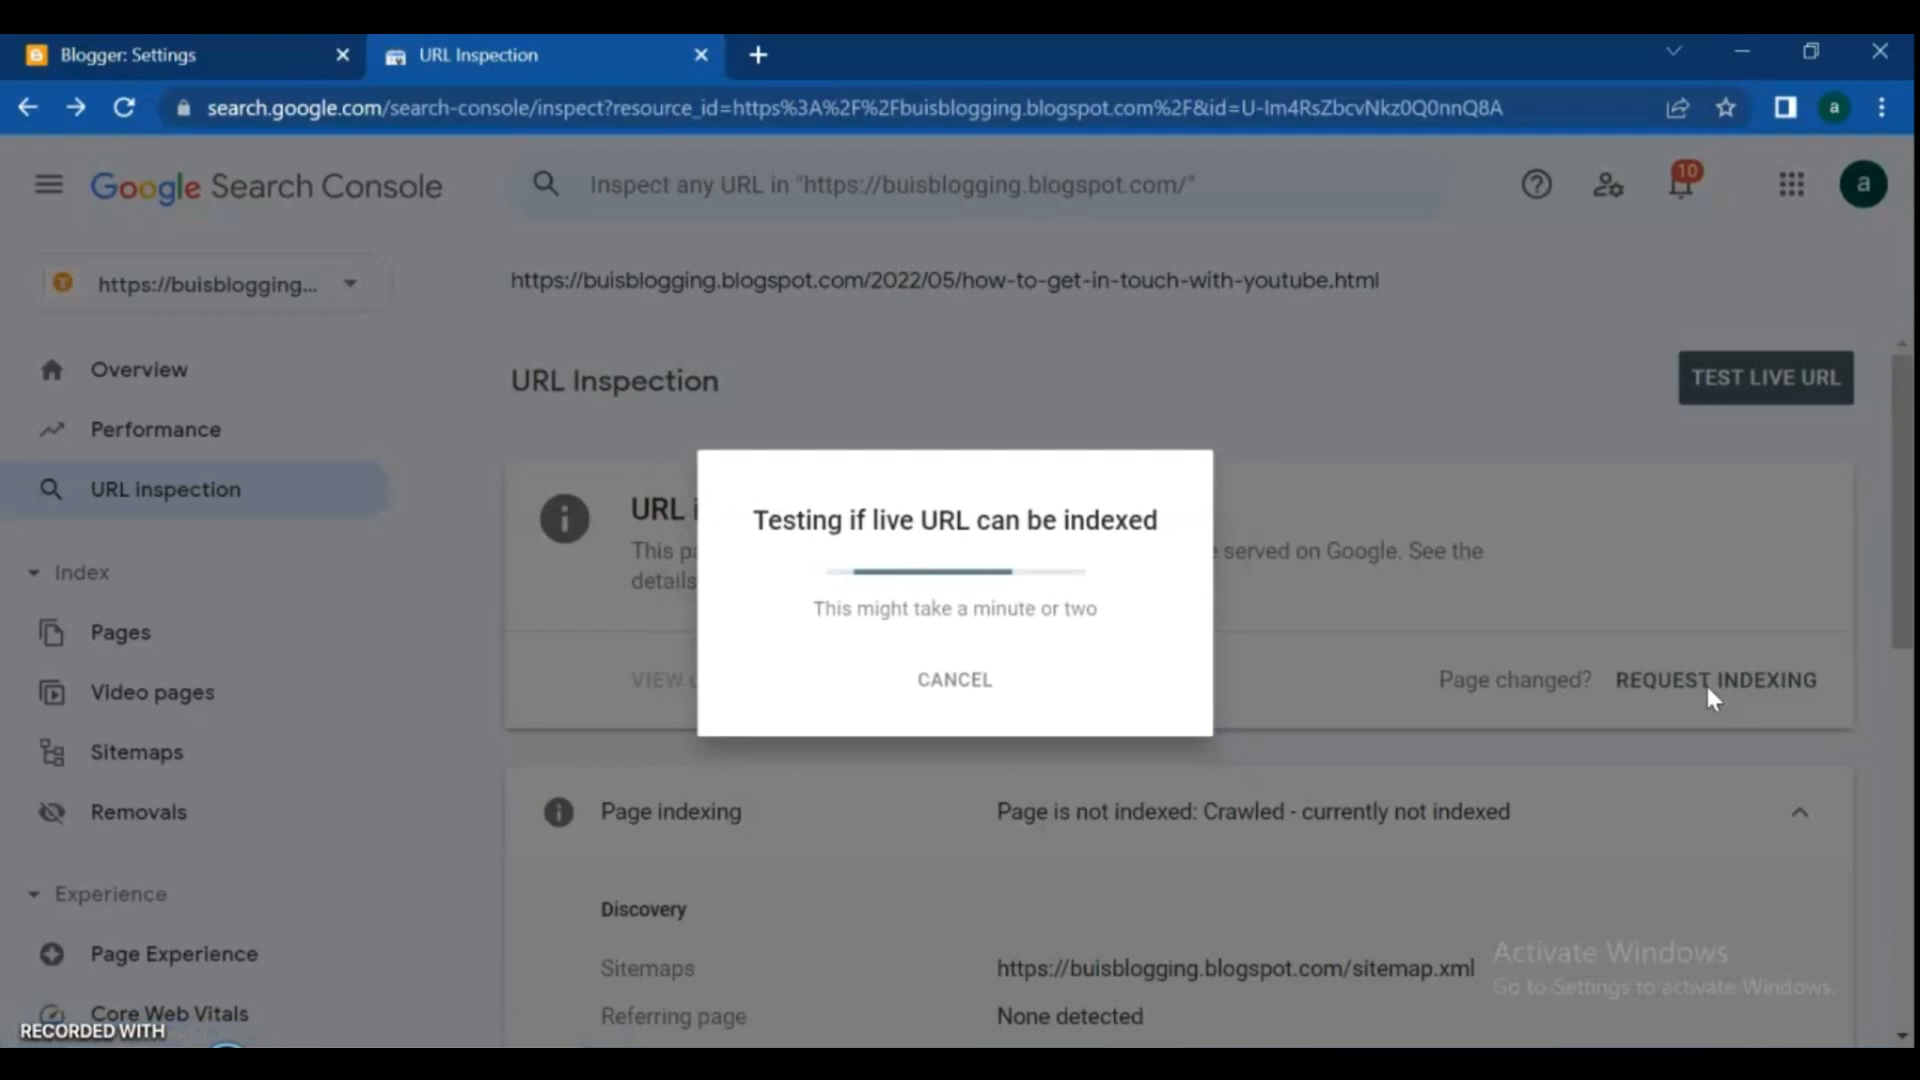 Blogger: Settings
URL Inspection
search.google.com/search-console/inspect?resource_id=https%3A%2F%2Fbuisblogging.blogspot.com%2F&id=U-Im4RsZbcvNkz0Q0nnQ8A
a
Google Search Console
Inspect any URL in "https://buisblogging.blogspot.com/"
10
a
https://buisblogging...
https://buisblogging.blogspot.com/2022/05/how-to-get-in-touch-with-youtube.html
Overview
Performance
URL inspection
Index
Pages
Video pages
Sitemaps
Removals
Experience
Page Experience
Core Web Vitals
RECORDED WITH
URL Inspection
TEST LIVE URL
URL
This
served on Google. See the
details
Testing if live URL can be indexed
This might take a minute or two
CANCEL
VIEW
Page changed? REQUEST INDEXING
Page indexing
Page is not indexed: Crawled - currently not indexed
Discovery
Sitemaps
https://buisblogging.blogspot.com/sitemap.xml
Referring page
None detected
Activate Windows
Go to Settings to activate Windows.